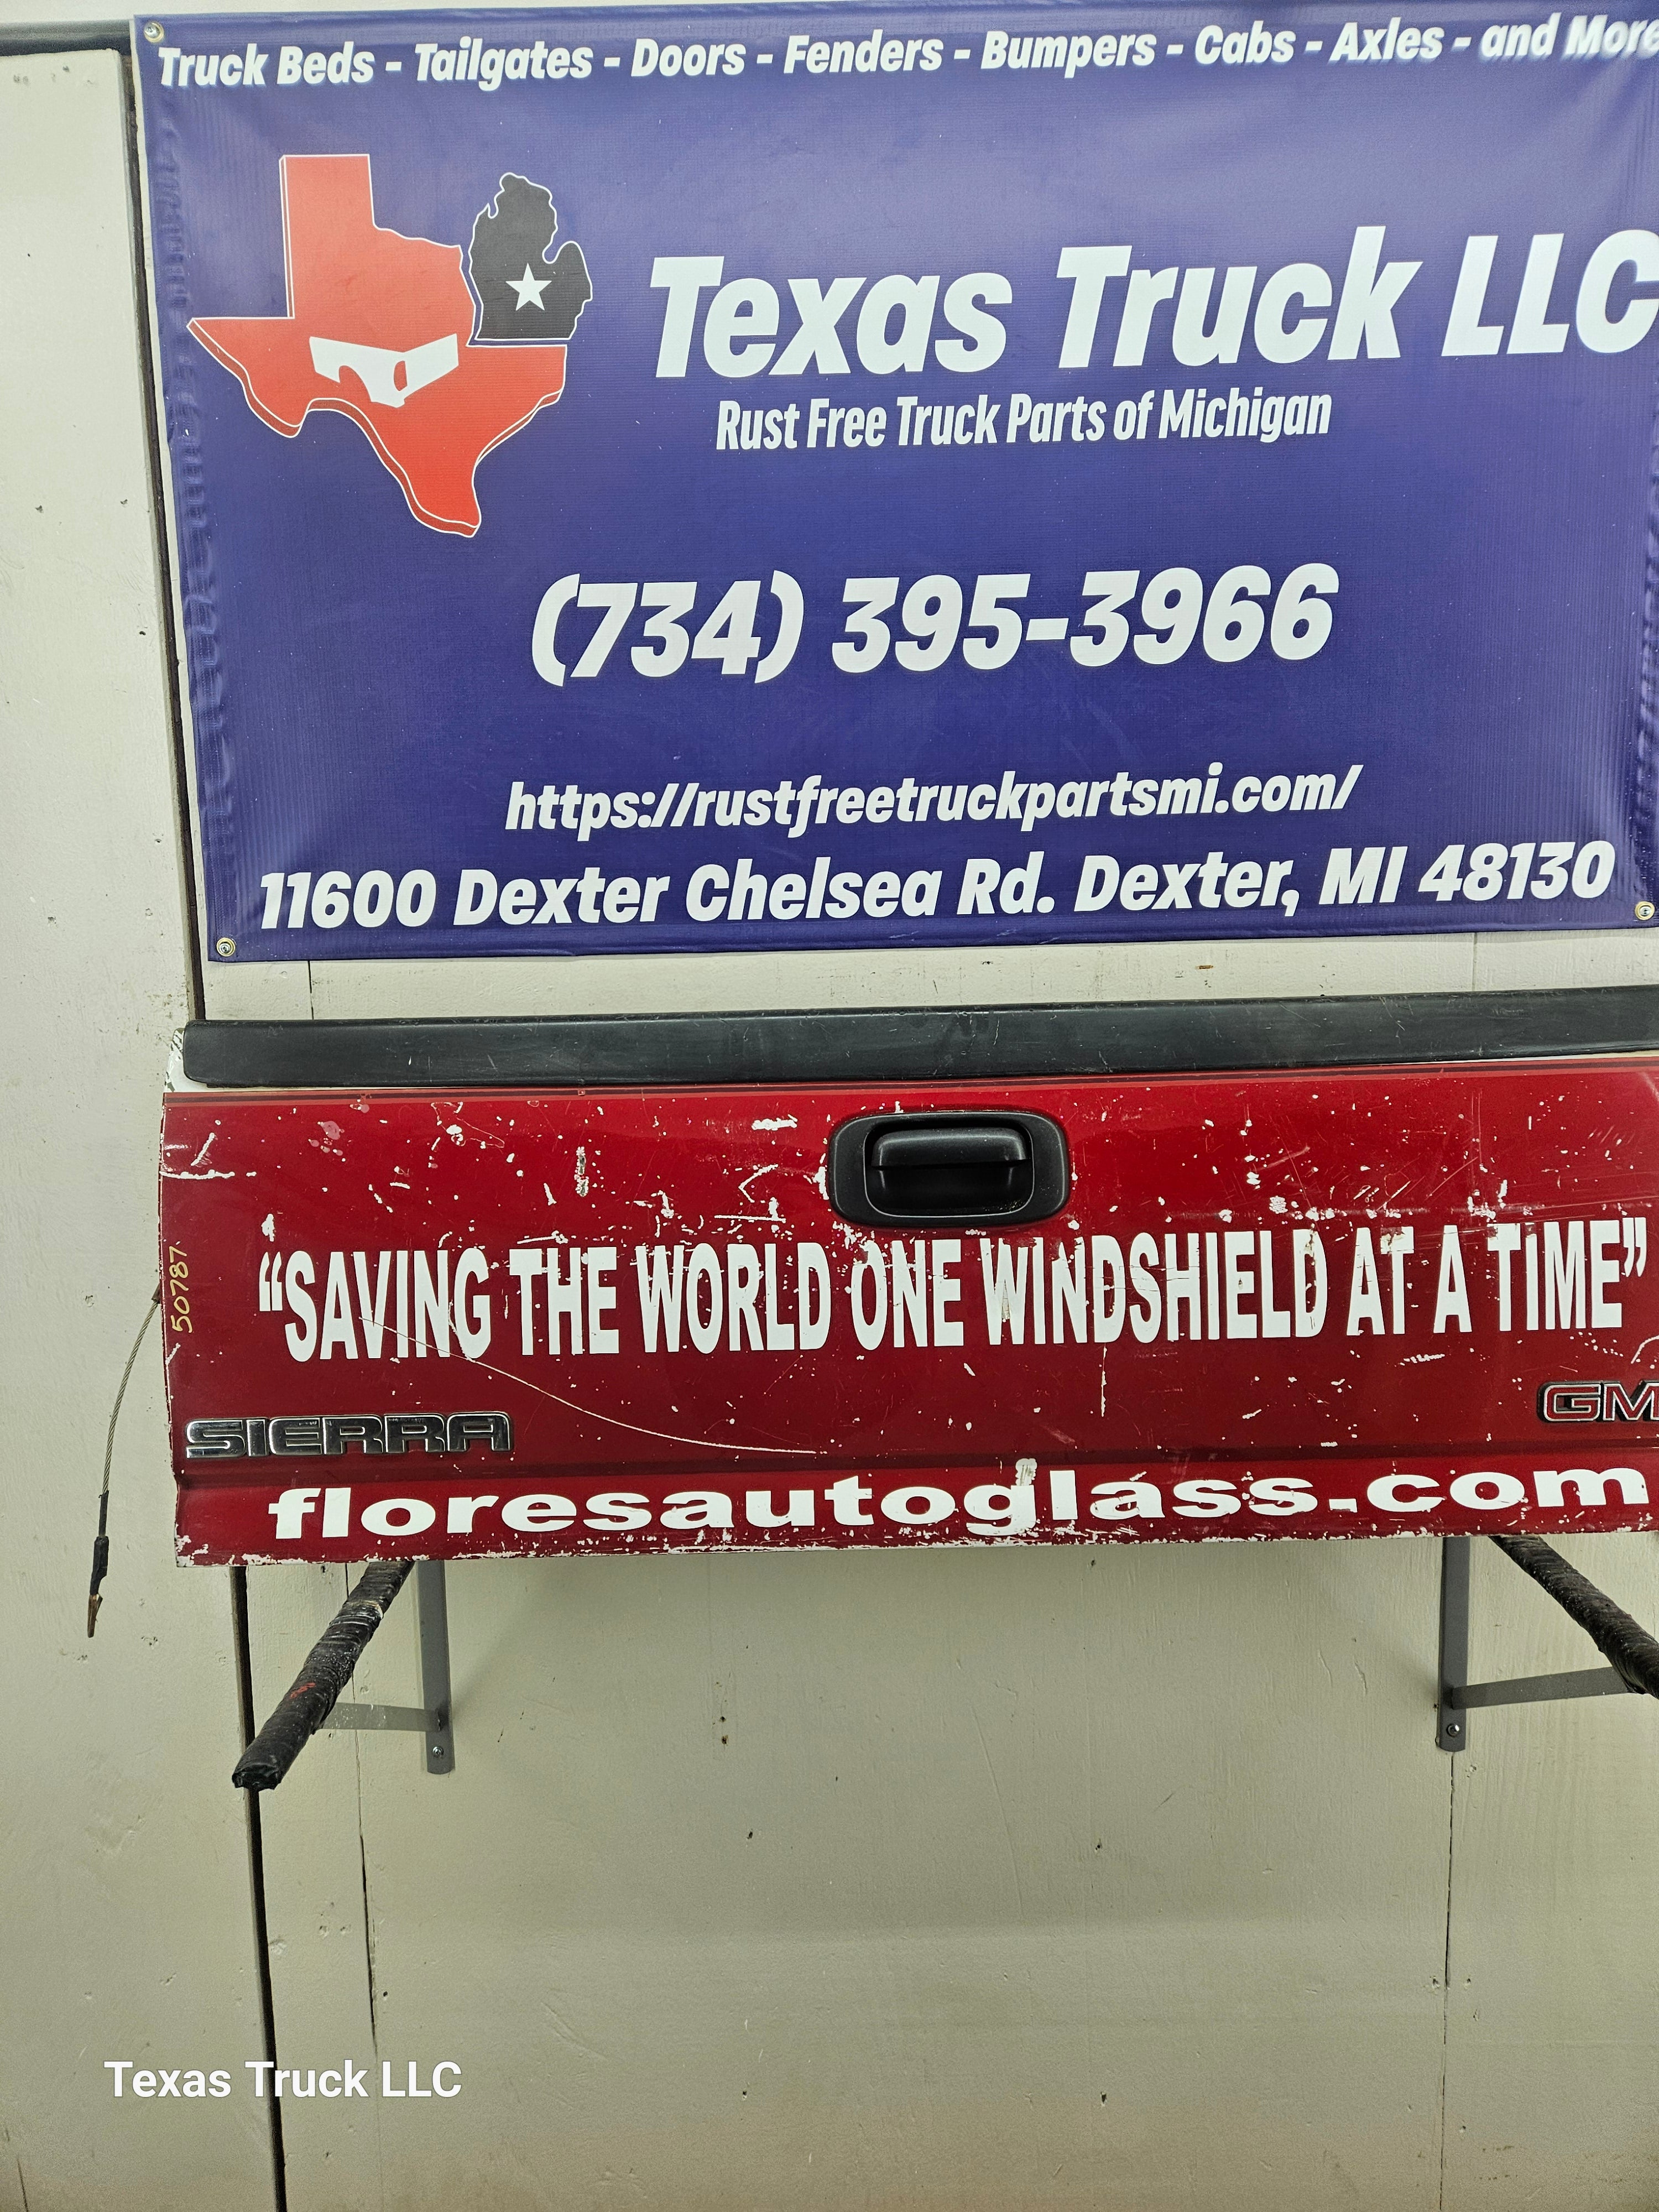 Truck Beds - Tailgates - Doors - Fenders - Bumpers - Cabs - Axles - and More
Texas Truck LLC
Rust Free Truck Parts of Michigan
(734) 395-3966
https://rustfreetruckpartsmi.com/
11600 Dexter Chelsea Rd. Dexter, MI 48130
50787
“SAVING THE WORLD ONE WINDSHIELD AT A TIME”
SIERRA GM
floresautoglass.com
Texas Truck LLC